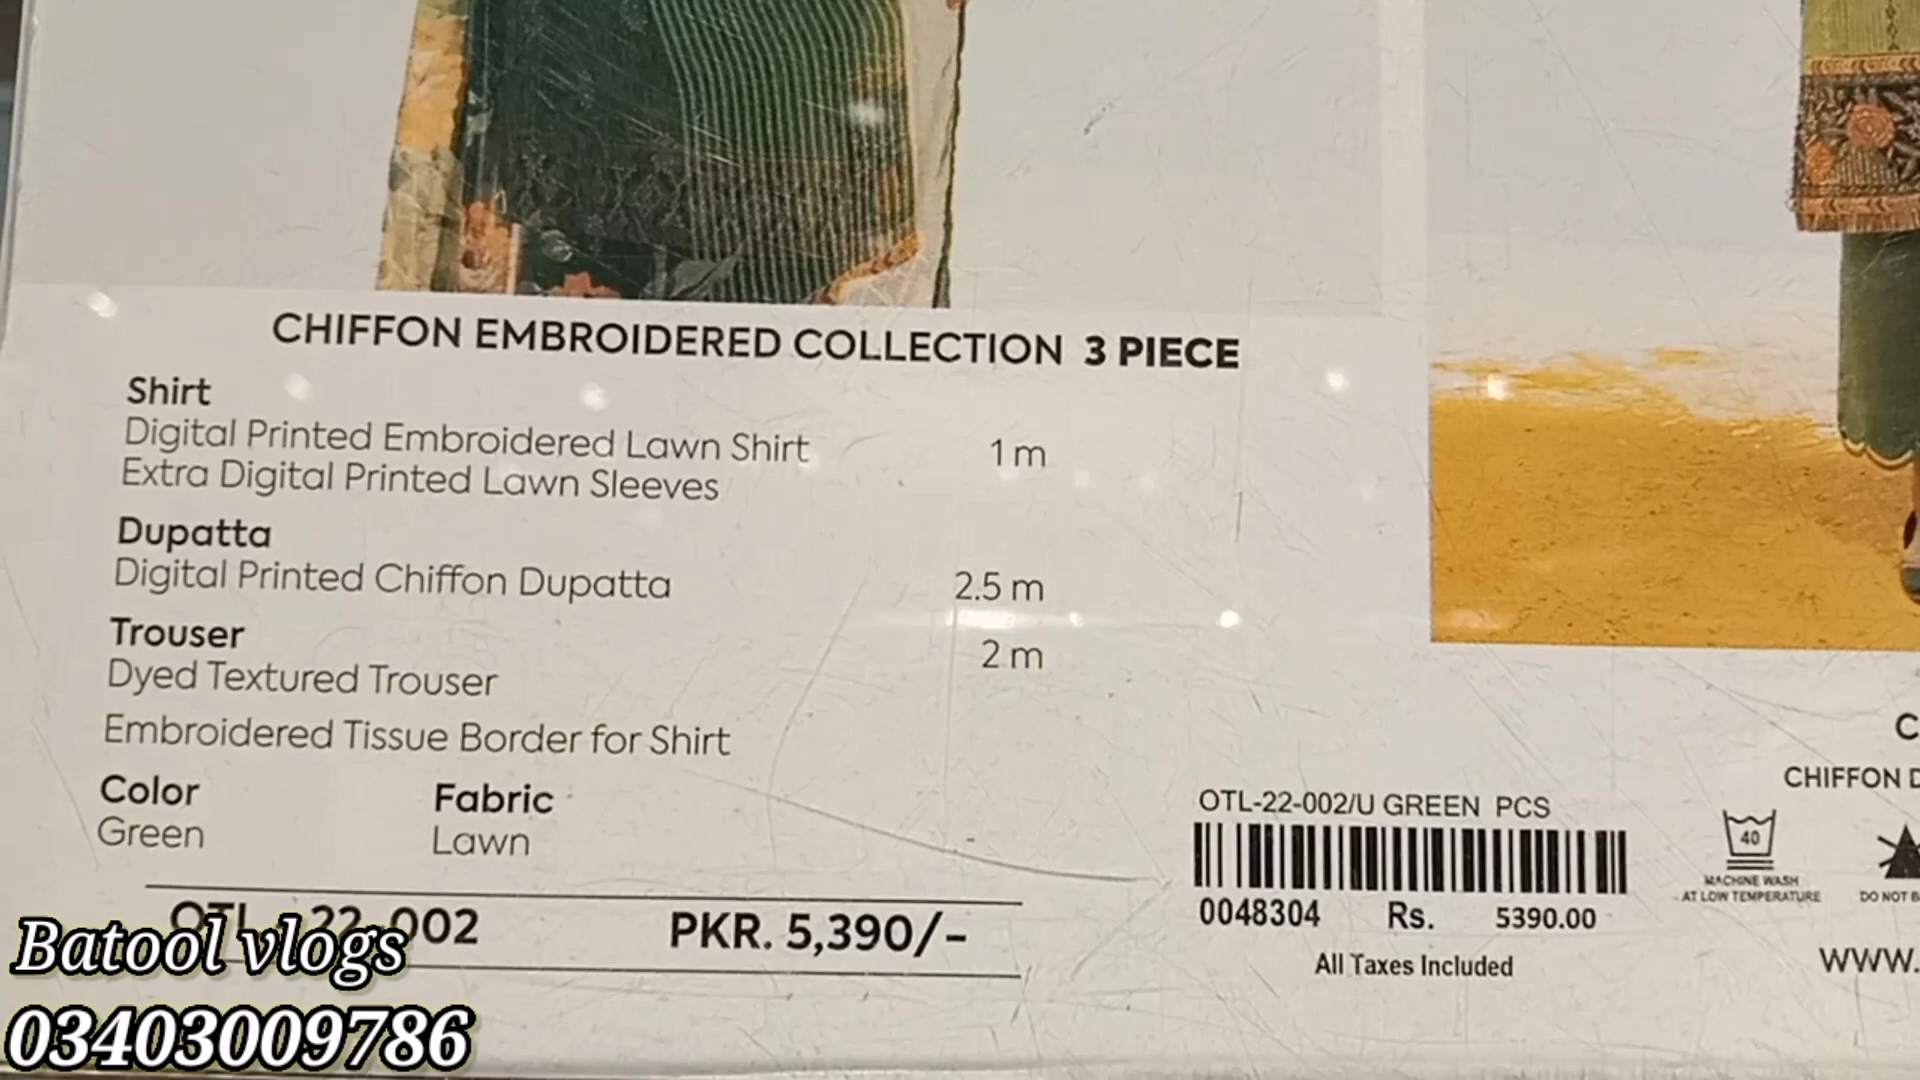 CHIFFON EMBROIDERED COLLECTION 3 PIECE
Shirt
Digital Printed Embroidered Lawn Shirt 1 m
Extra Digital Printed Lawn Sleeves
Dupatta
Digital Printed Chiffon Dupatta 2.5 m
Trouser
2 m
Dyed Textured Trouser
Embroidered Tissue Border for Shirt
Color Fabric
Green Lawn
OTL-22-002 PKR. 5,390/-
OTL-22-002/U GREEN PCS
0048304 Rs. 5390.00
All Taxes Included
CHIFFON
40
MACHINE WASH
AT LOW TEMPERATURE
DO NOT
WWW.
Batool vlogs
03403009786